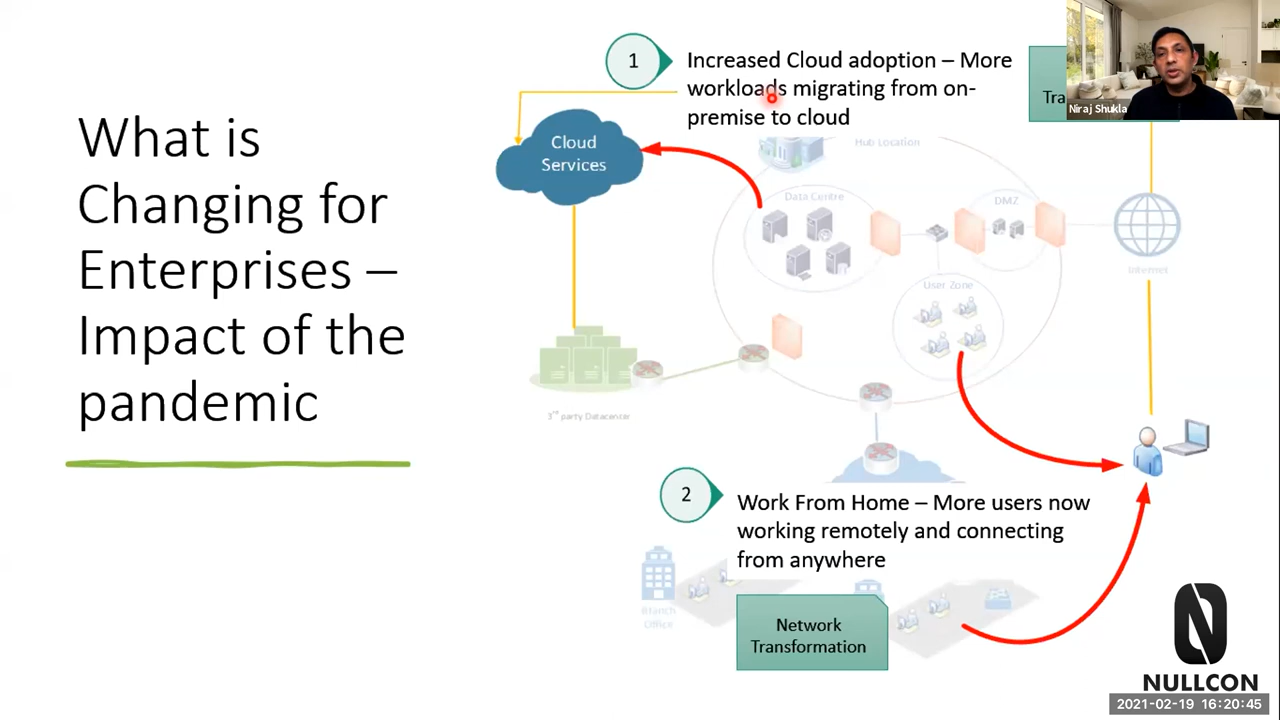 What is
Changing for
Enterprises –
Impact of the
pandemic
1
Increased Cloud adoption – More
workloads migrating from on-
premise to cloud
Tra
Niraj Shukla
Cloud
Services
Hub Location
Data Centre
DMZ
Internet
User Zone
3rd party Datacenter
2
Work From Home – More users now
working remotely and connecting
from anywhere
Branch
Office
Network
Transformation
NULLCON
2021-02-19 16:20:45